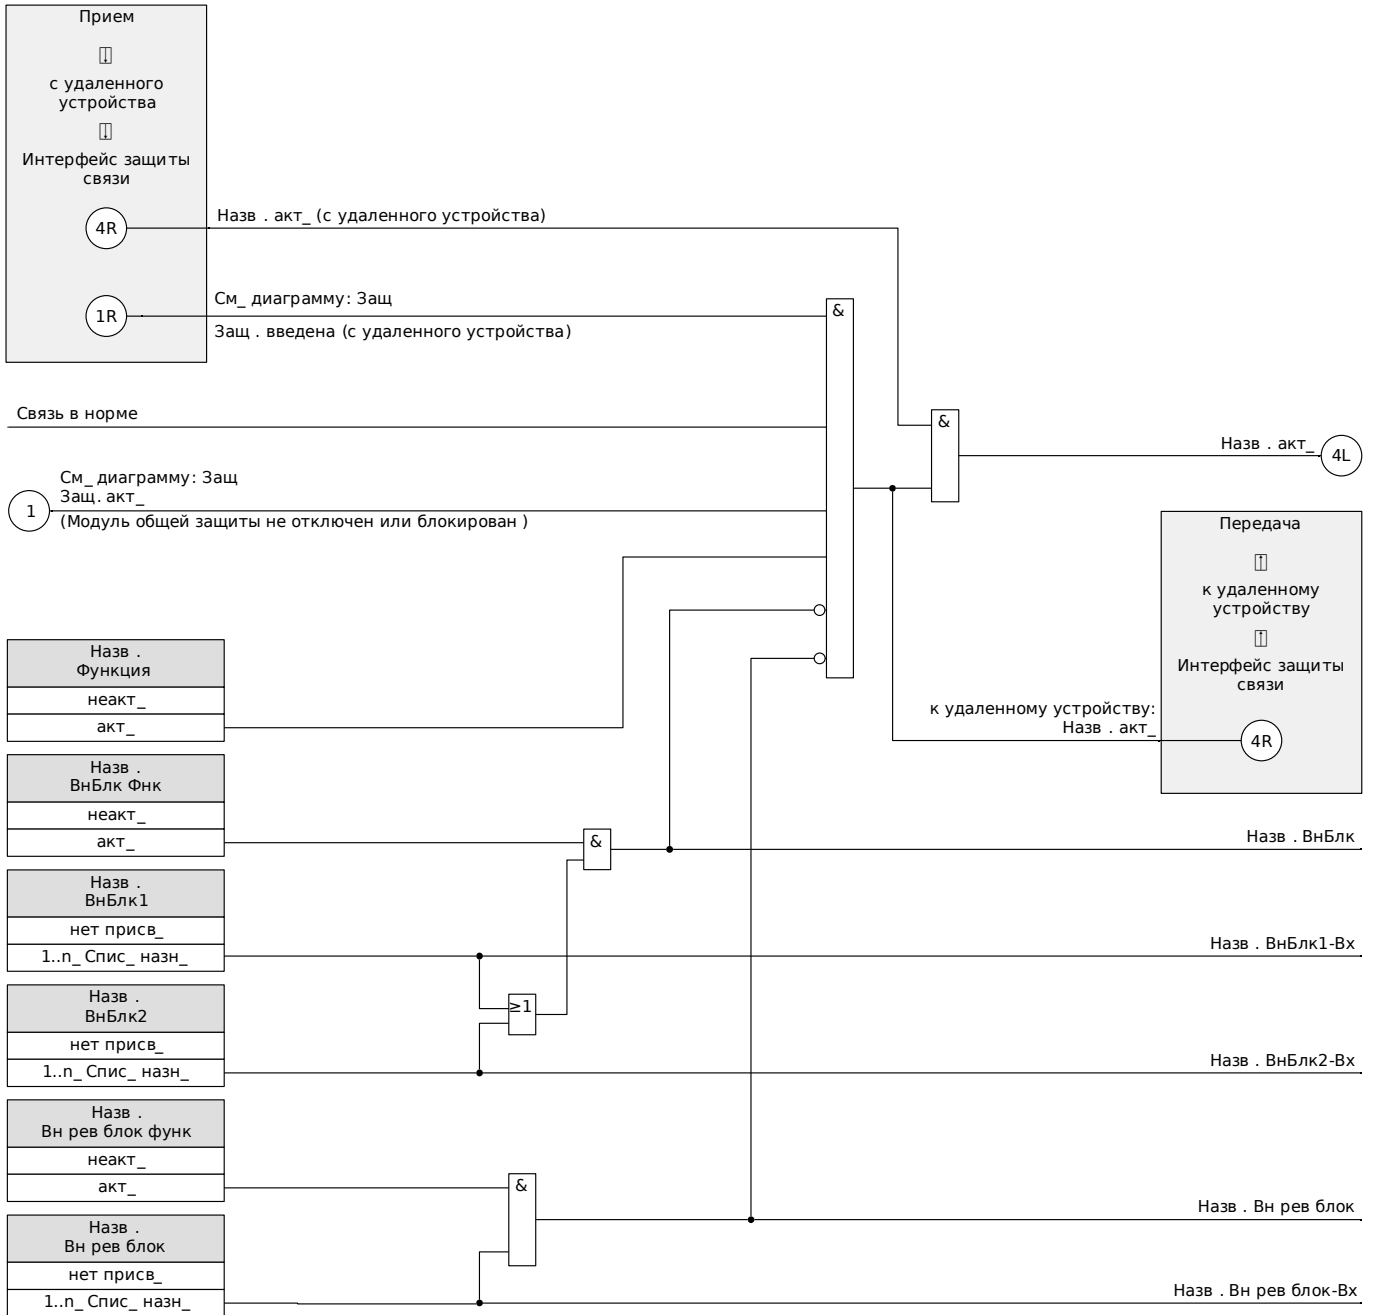 Прием
с удаленного
устройства
Интерфейс защиты
связи
4R
Назв . акт_ (с удаленного устройства)
1R
См_ диаграмму: Защ
Защ . введена (с удаленного устройства)
&
Связь в норме
&
Назв . акт_
4L
1
См_ диаграмму: Защ
Защ. акт_
(Модуль общей защиты не отключен или блокирован )
Передача
к удаленному
устройству
Интерфейс защиты
связи
к удаленному устройству:
Назв . акт_
4R
Назв .
Функция
неакт_
акт_
Назв .
ВнБлк Фнк
неакт_
акт_
&
Назв . ВнБлк
Назв .
ВнБлк1
нет присв_
1..n_ Спис_ назн_
Назв . ВнБлк1-Вх
≥1
Назв .
ВнБлк2
нет присв_
1..n_ Спис_ назн_
Назв . ВнБлк2-Вх
Назв .
Вн рев блок функ
неакт_
акт_
&
Назв . Вн рев блок
Назв .
Вн рев блок
нет присв_
1..n_ Спис_ назн_
Назв . Вн рев блок-Вх